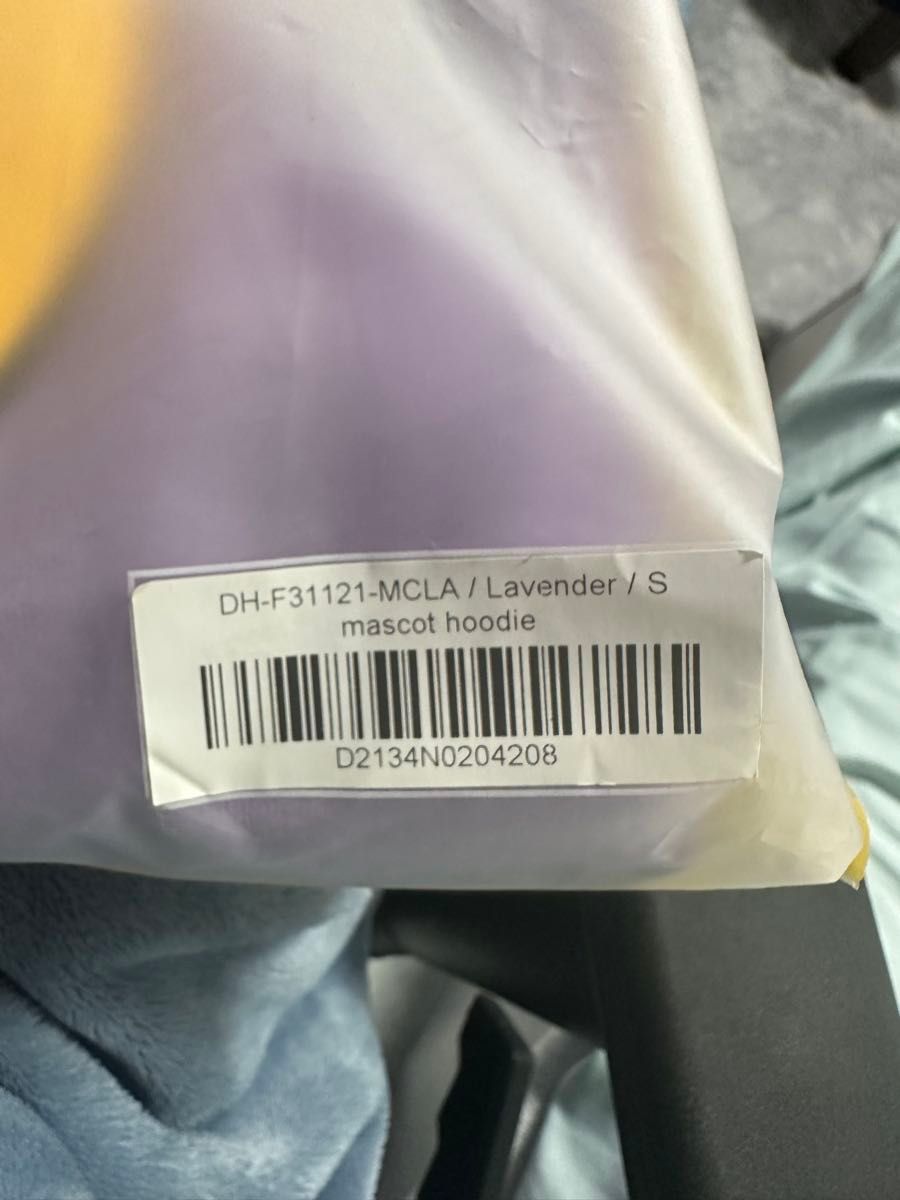 DH-F31121-MCLA / Lavender / S
mascot hoodie
D2134N0204208